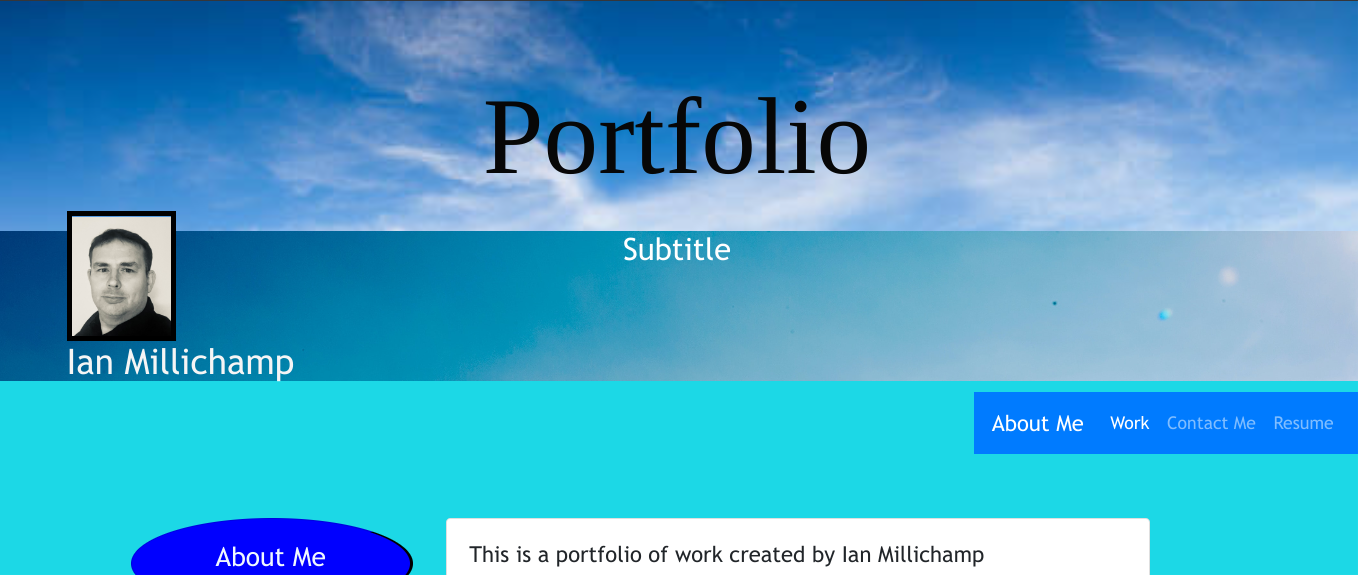 Portfolio
Subtitle
Ian Millichamp
About Me Work Contact Me Resume
About Me
This is a portfolio of work created by Ian Millichamp